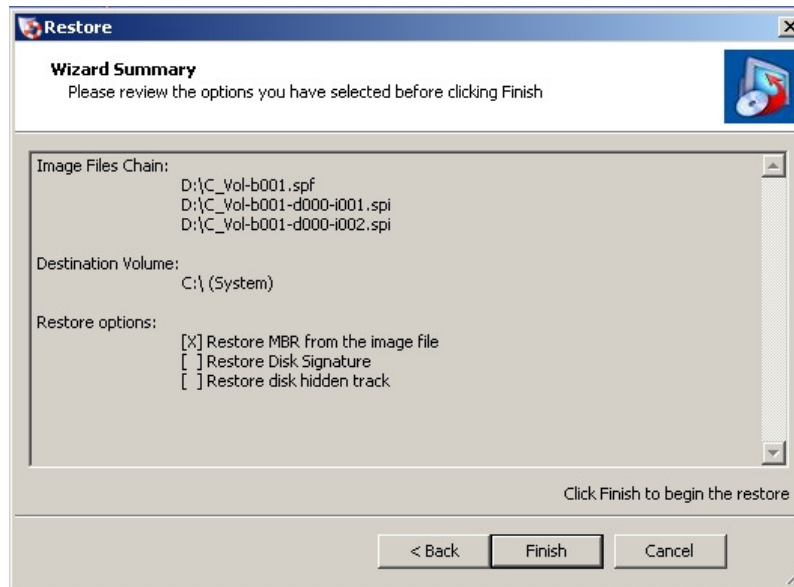 Restore
Wizard Summary
Please review the options you have selected before clicking Finish
Image Files Chain:
D:\C_Vol-b001.spf
D:\C_Vol-b001-d000-i001.spi
D:\C_Vol-b001-d000-i002.spi
Destination Volume:
C:\ (System)
Restore options:
[X] Restore MBR from the image file
[ ] Restore Disk Signature
[ ] Restore disk hidden track
Click Finish to begin the restore
< Back Finish Cancel